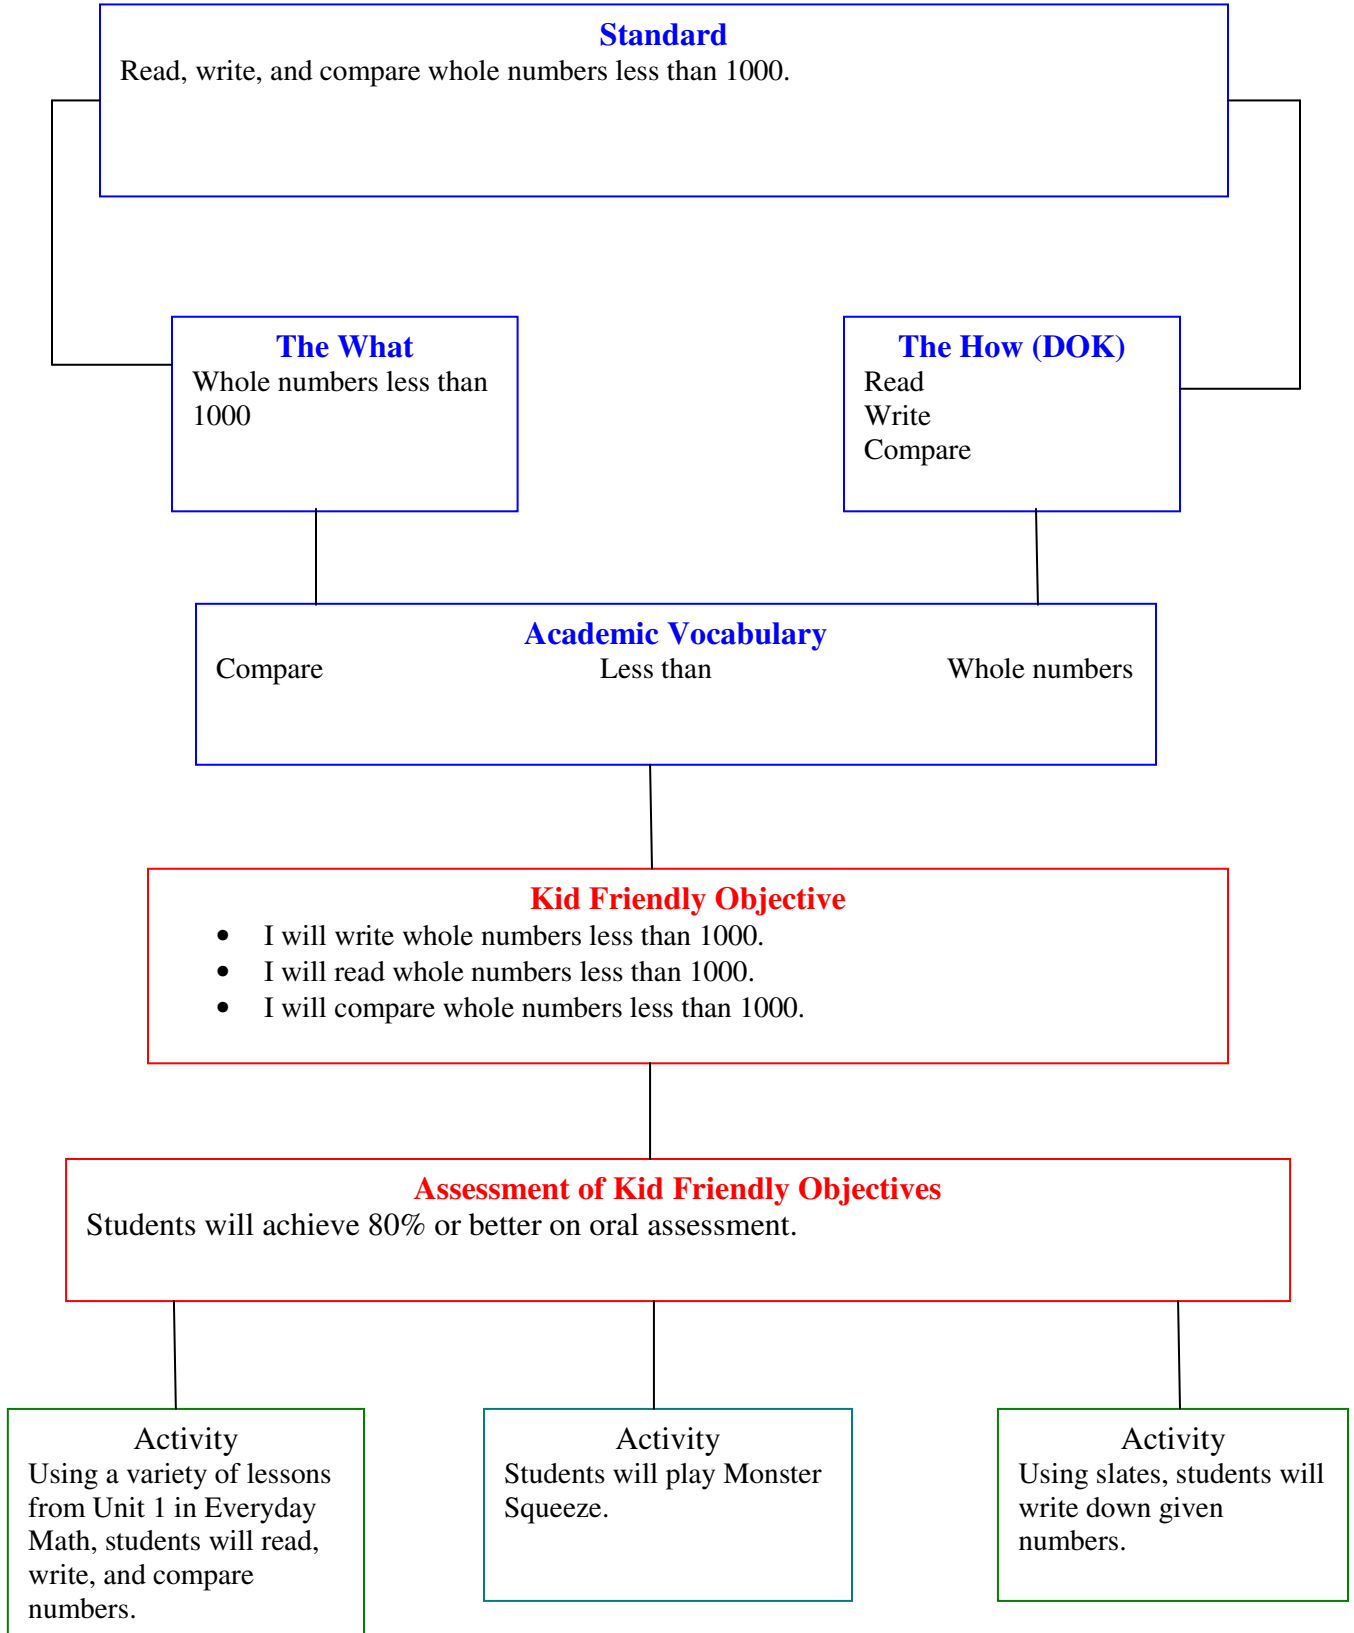 Standard
Read, write, and compare whole numbers less than 1000.
The What
Whole numbers less than
1000
The How (DOK)
Read
Write
Compare
Academic Vocabulary
Compare Less than Whole numbers
Kid Friendly Objective
• I will write whole numbers less than 1000.
• I will read whole numbers less than 1000.
• I will compare whole numbers less than 1000.
Assessment of Kid Friendly Objectives
Students will achieve 80% or better on oral assessment.
Activity
Using a variety of lessons
from Unit 1 in Everyday
Math, students will read,
write, and compare
numbers.
Activity
Students will play Monster
Squeeze.
Activity
Using slates, students will
write down given
numbers.